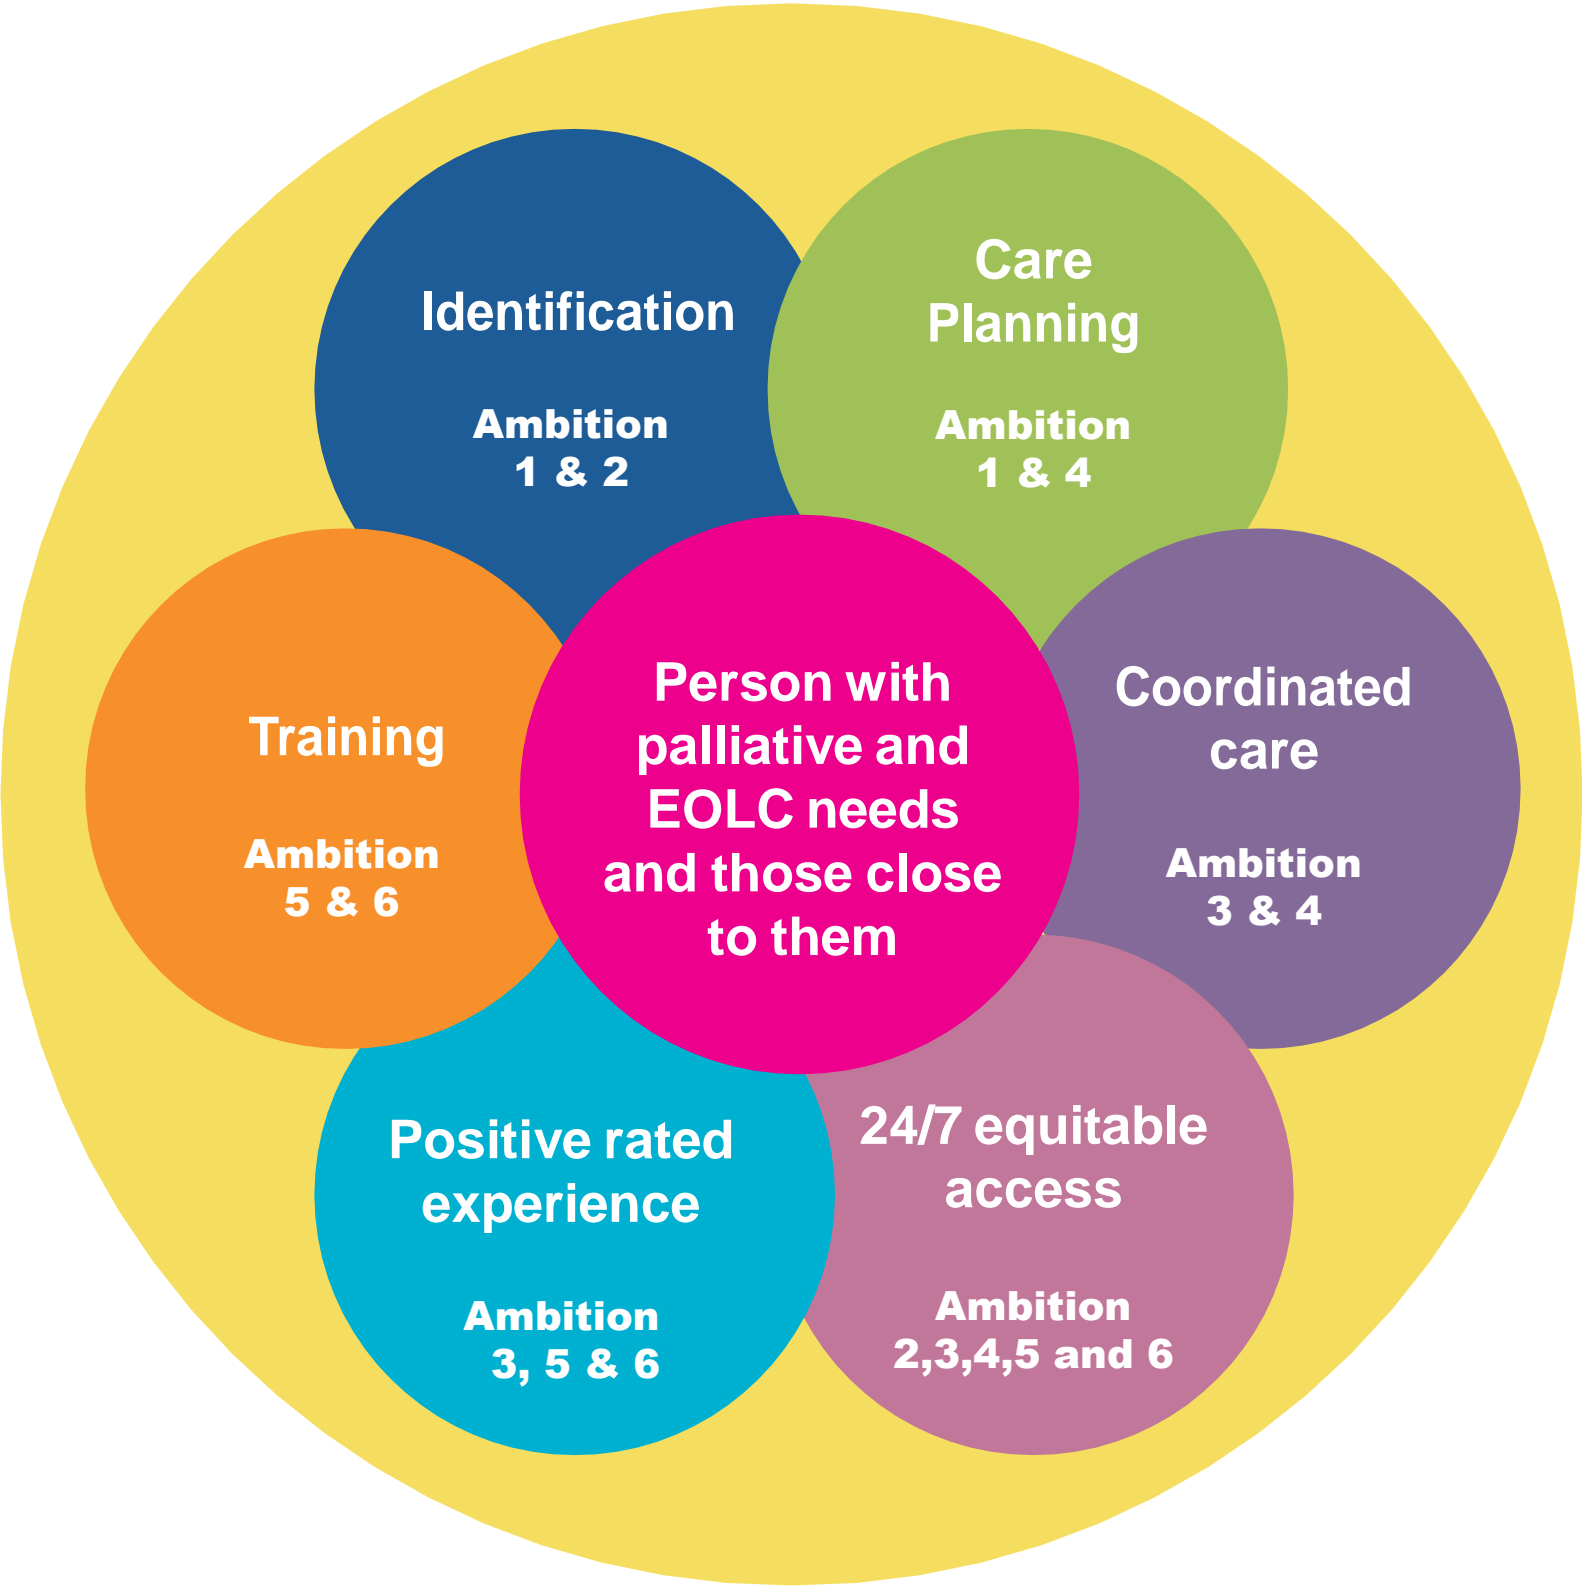 Identification
Ambition
1 & 2
Care
Planning
Ambition
1 & 4
Coordinated
care
Ambition
3 & 4
24/7 equitable
access
Ambition
2,3,4,5 and 6
Positive rated
experience
Ambition
3, 5 & 6
Training
Ambition
5 & 6
Person with
palliative and
EOLC needs
and those close
to them